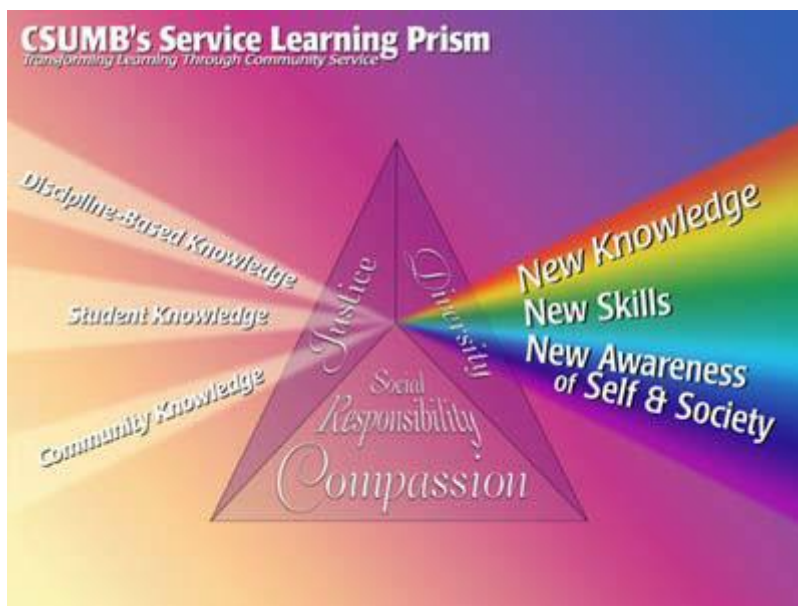 CSUMB's Service Learning Prism
Transforming Learning Through Community Service
Discipline-Based Knowledge
Student Knowledge
Community Knowledge
Justice
Diversity
Social
Responsibility
Compassion
New Knowledge
New Skills
New Awareness
of Self & Society